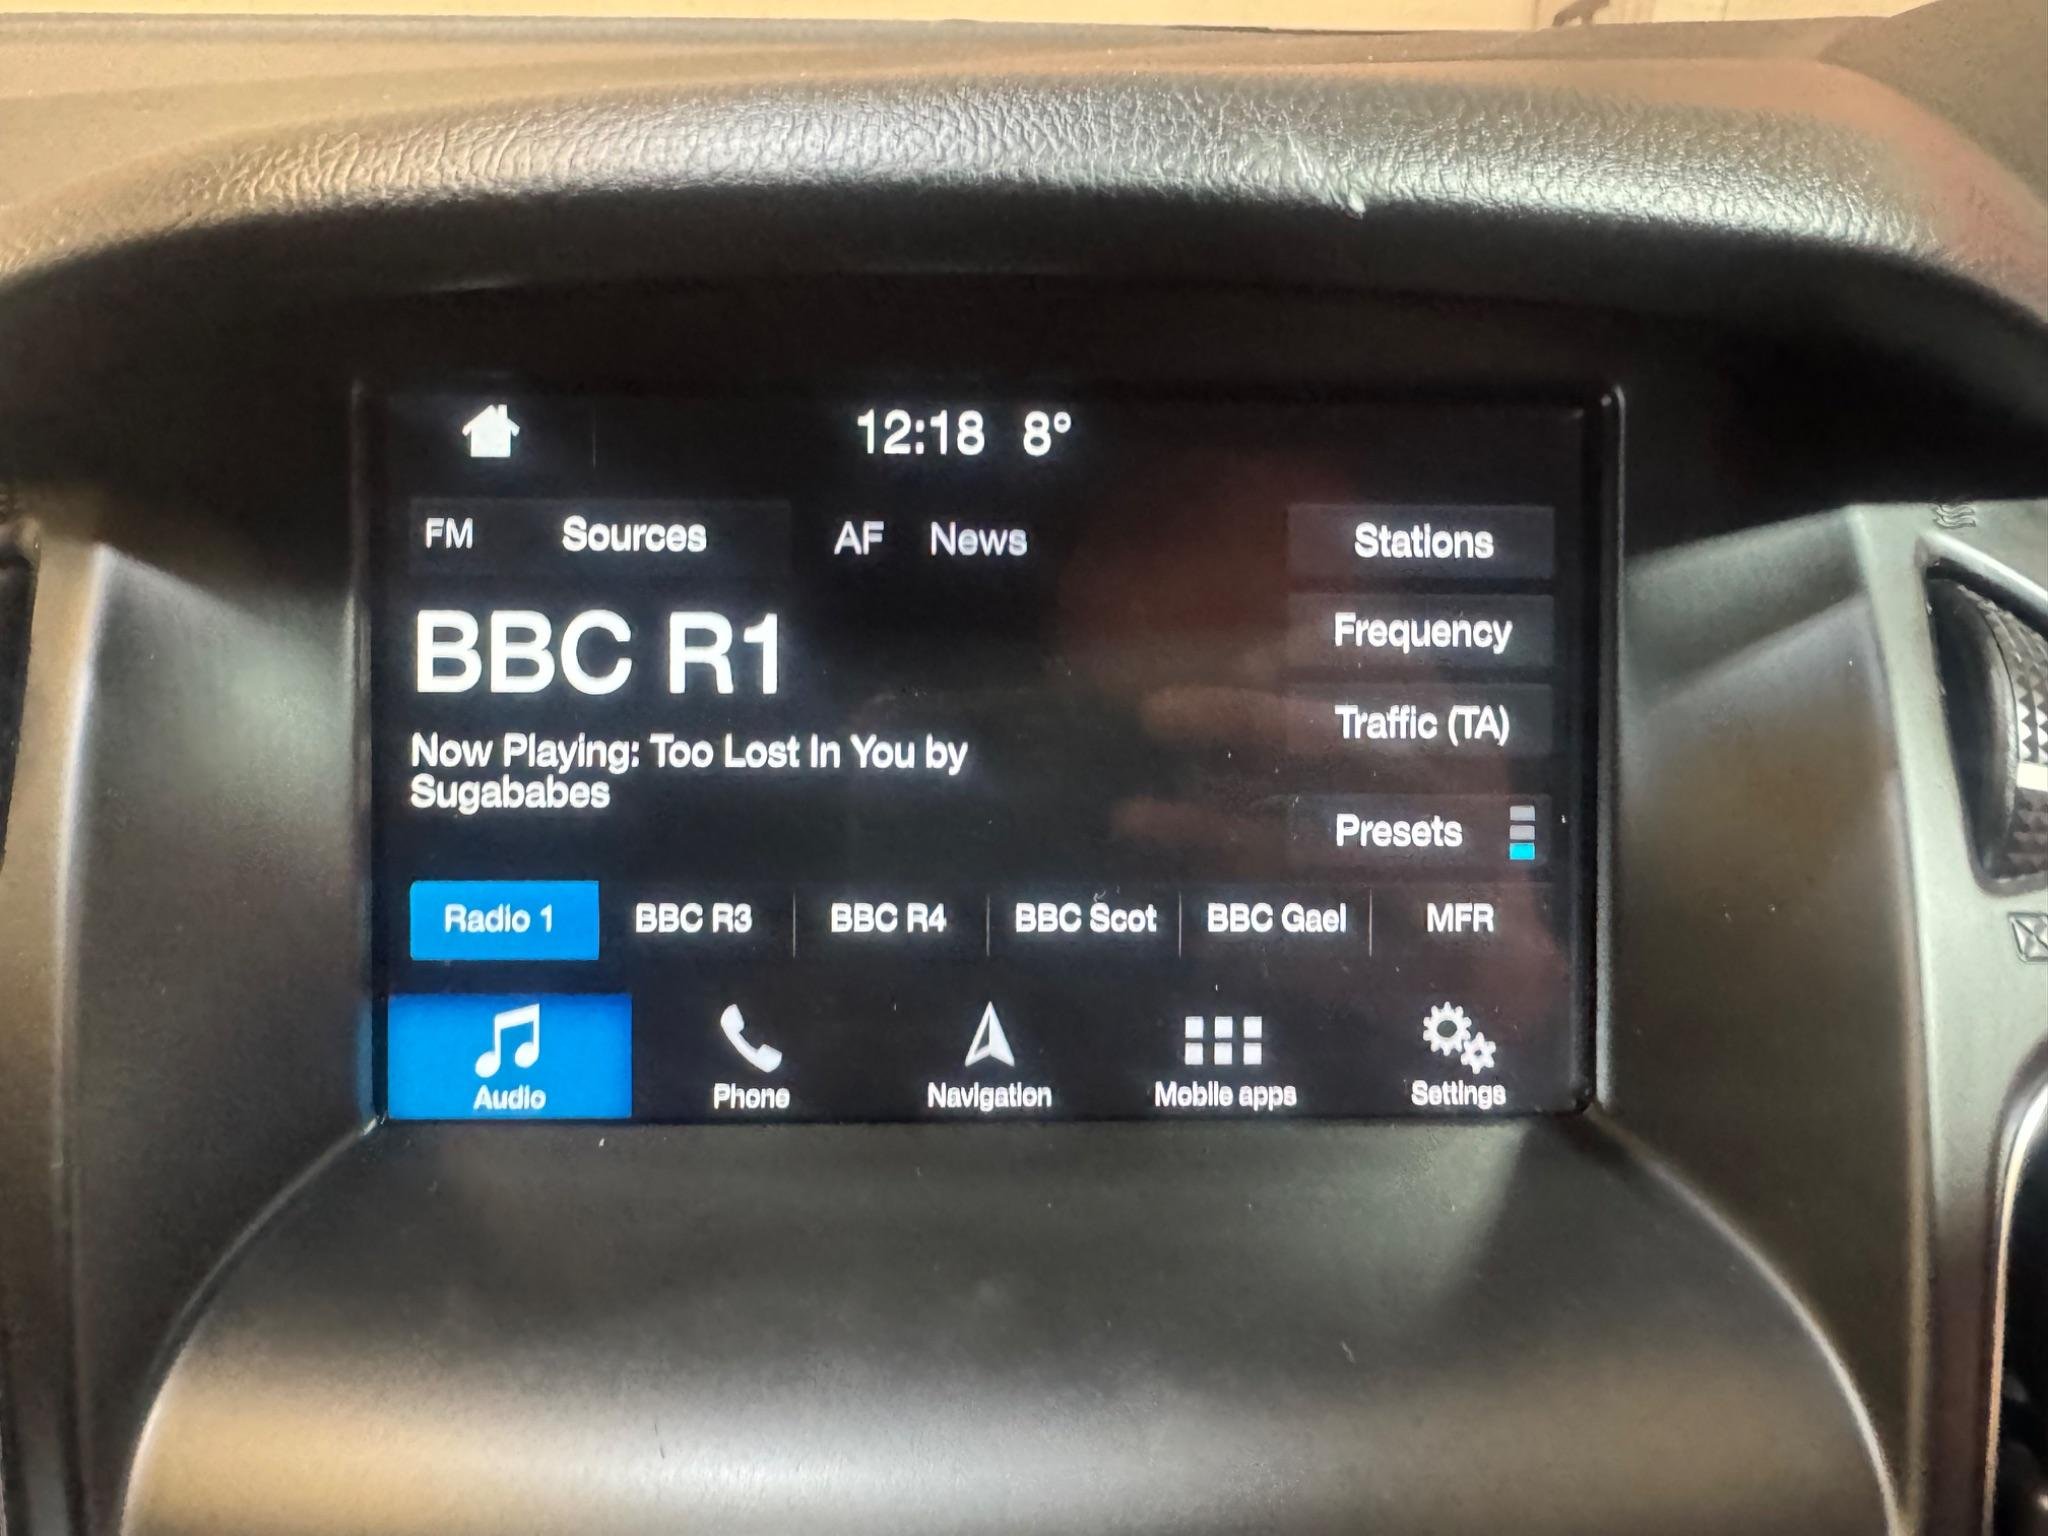 12:18 8°
FM Sources AF News Stations
BBC R1
Frequency
Now Playing: Too Lost In You by
Sugababes
Traffic (TA)
Presets
Radio 1 BBC R3 BBC R4 BBC Scot BBC Gael MFR
Audio Phone Navigation Mobile apps Settings